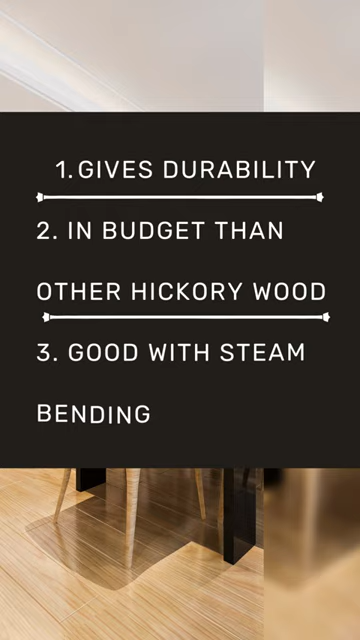 1. GIVES DURABILITY
2. IN BUDGET THAN
OTHER HICKORY WOOD
3. GOOD WITH STEAM
BENDING